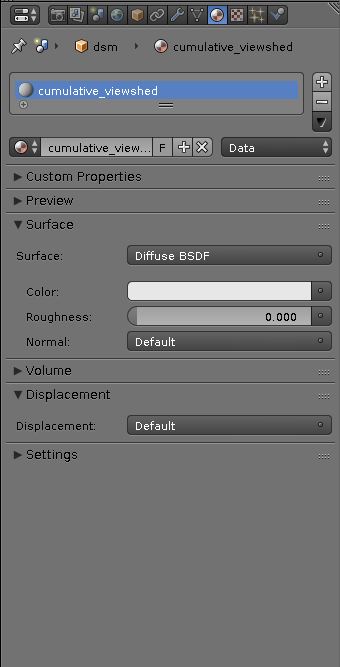 dsm cumulative_viewshed
cumulative_viewshed
cumulative_view... F Data
Custom Properties
Preview
Surface
Surface: Diffuse BSDF
Color:
Roughness: 0.000
Normal: Default
Volume
Displacement
Displacement: Default
Settings